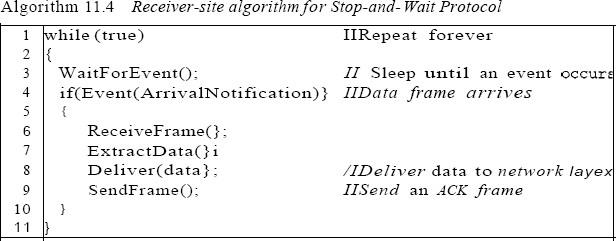 Algorithm 11.4 Receiver-site algorithm for Stop-and-Wait Protocol
1 while (true) IIRepeat forever
2 {
3 WaitForEvent(); II Sleep until an event occurs
4 if(Event(ArrivalNotification)} IIData frame arrives
5 {
6 ReceiveFrame(};
7 ExtractData(}i
8 Deliver(data}; /IDeliver data to network layex
9 SendFrame(); IISend an ACK frame
10 }
11 }